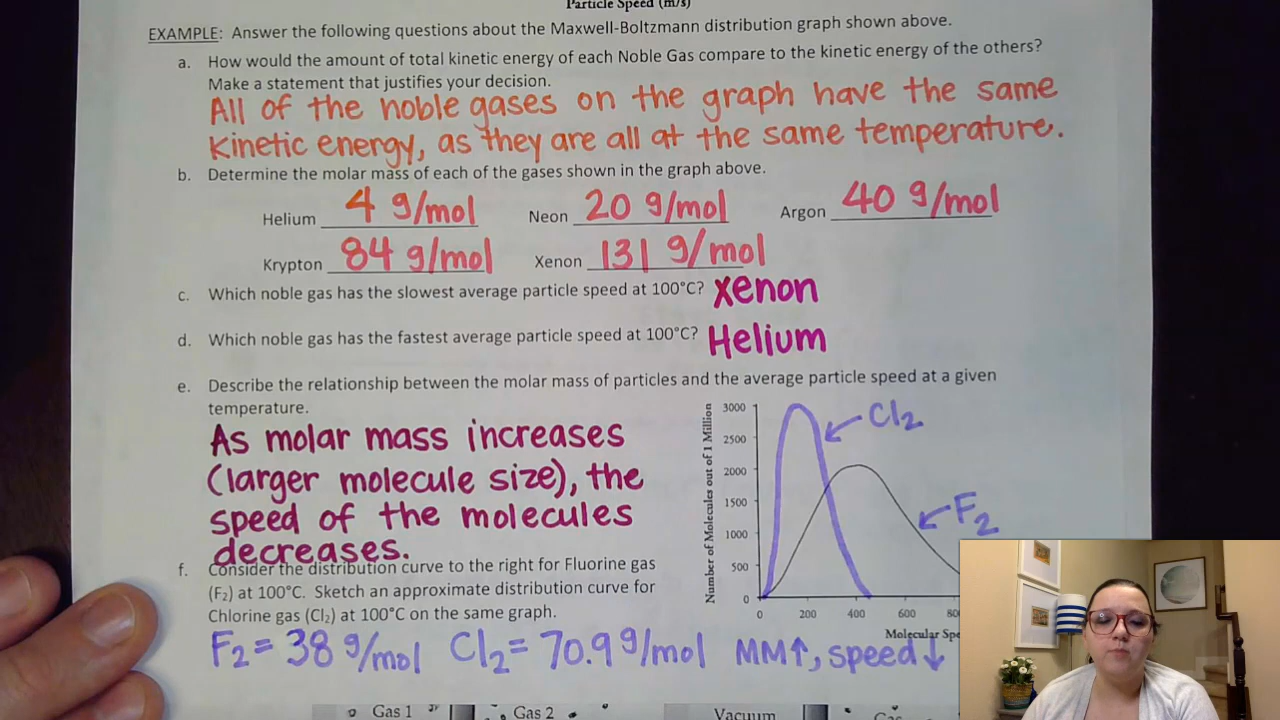 Particle Speed (m/s)
EXAMPLE: Answer the following questions about the Maxwell-Boltzmann distribution graph shown above.
a. How would the amount of total kinetic energy of each Noble Gas compare to the kinetic energy of the others?
Make a statement that justifies your decision.
All of the noble gases on the graph have the same
kinetic energy, as they are all at the same temperature.
b. Determine the molar mass of each of the gases shown in the graph above.
Helium 4 g/mol Neon 20 g/mol Argon 40 g/mol
Krypton 84 g/mol Xenon 131 g/mol
c. Which noble gas has the slowest average particle speed at 100°C? Xenon
d. Which noble gas has the fastest average particle speed at 100°C? Helium
e. Describe the relationship between the molar mass of particles and the average particle speed at a given
temperature.
As molar mass increases
(larger molecule size), the
speed of the molecules
decreases.
Number of Molecules out of 1 Million
3000
2500
2000
1500
1000
500
0
Cl2
F2
0 200 400 600
Molecular
f. Consider the distribution curve to the right for Fluorine gas
(F2) at 100°C. Sketch an approximate distribution curve for
Chlorine gas (Cl2) at 100°C on the same graph.
F2 = 38 g/mol Cl2 = 70.9 g/mol MM↑, speed↓
Gas 1 Gas 2 Vacuum